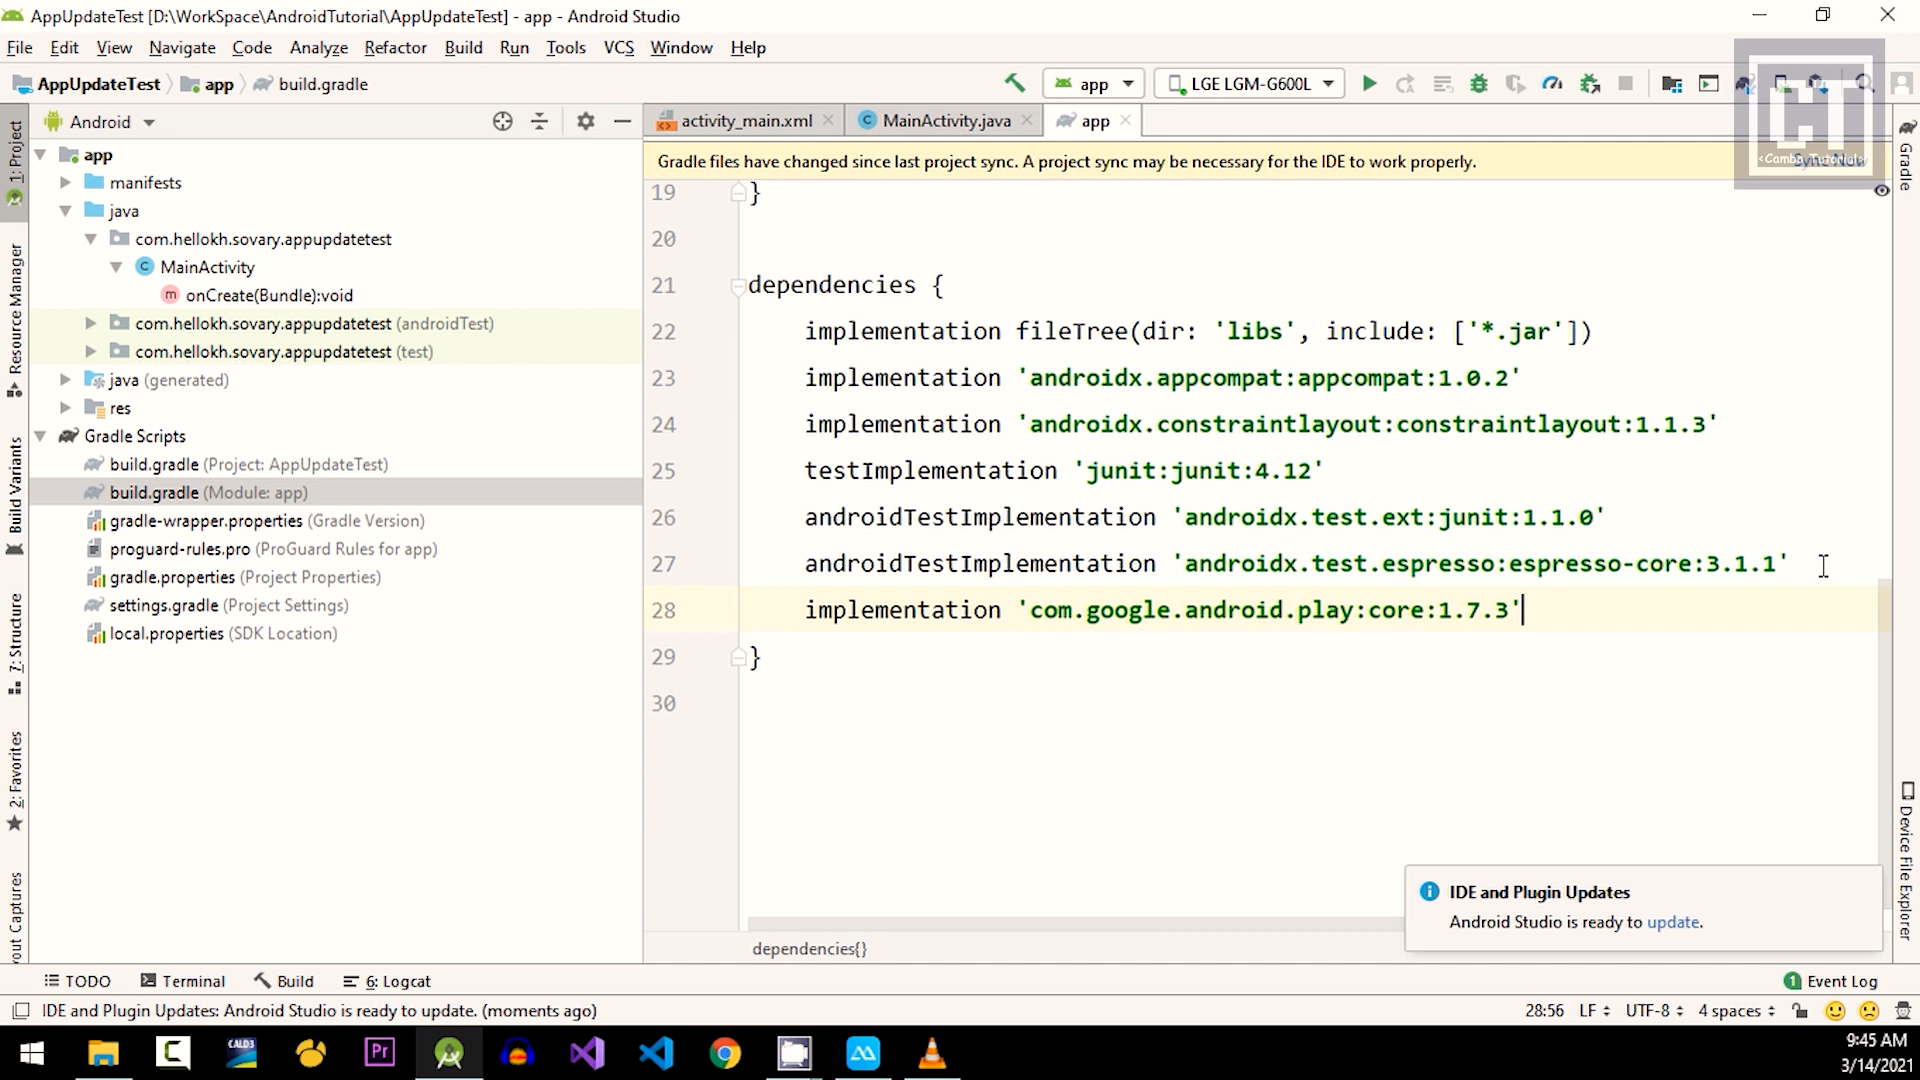 AppUpdateTest [D:\WorkSpace\AndroidTutorial\AppUpdateTest] - app - Android Studio
File Edit View Navigate Code Analyze Refactor Build Run Tools VCS Window Help
AppUpdateTest app build.gradle
app LGE LGM-G600L
CT
<Cambo Tutorial>
1: Project
Resource Manager
Build Variants
7: Structure
2: Favorites
out Captures
Android
app
manifests
java
com.hellokh.sovary.appupdatetest
MainActivity
onCreate(Bundle):void
com.hellokh.sovary.appupdatetest (androidTest)
com.hellokh.sovary.appupdatetest (test)
java (generated)
res
Gradle Scripts
build.gradle (Project: AppUpdateTest)
build.gradle (Module: app)
gradle-wrapper.properties (Gradle Version)
proguard-rules.pro (ProGuard Rules for app)
gradle.properties (Project Properties)
settings.gradle (Project Settings)
local.properties (SDK Location)
activity_main.xml MainActivity.java app
Gradle files have changed since last project sync. A project sync may be necessary for the IDE to work properly.
19 }
20
21 dependencies {
22 implementation fileTree(dir: 'libs', include: ['*.jar'])
23 implementation 'androidx.appcompat:appcompat:1.0.2'
24 implementation 'androidx.constraintlayout:constraintlayout:1.1.3'
25 testImplementation 'junit:junit:4.12'
26 androidTestImplementation 'androidx.test.ext:junit:1.1.0'
27 androidTestImplementation 'androidx.test.espresso:espresso-core:3.1.1'
28 implementation 'com.google.android.play:core:1.7.3'
29 }
30
dependencies{}
Gradle
Device File Explorer
IDE and Plugin Updates
Android Studio is ready to update.
TODO Terminal Build 6: Logcat 1 Event Log
IDE and Plugin Updates: Android Studio is ready to update. (moments ago) 28:56 LF UTF-8 4 spaces
CALD3
Pr
9:45 AM
3/14/2021